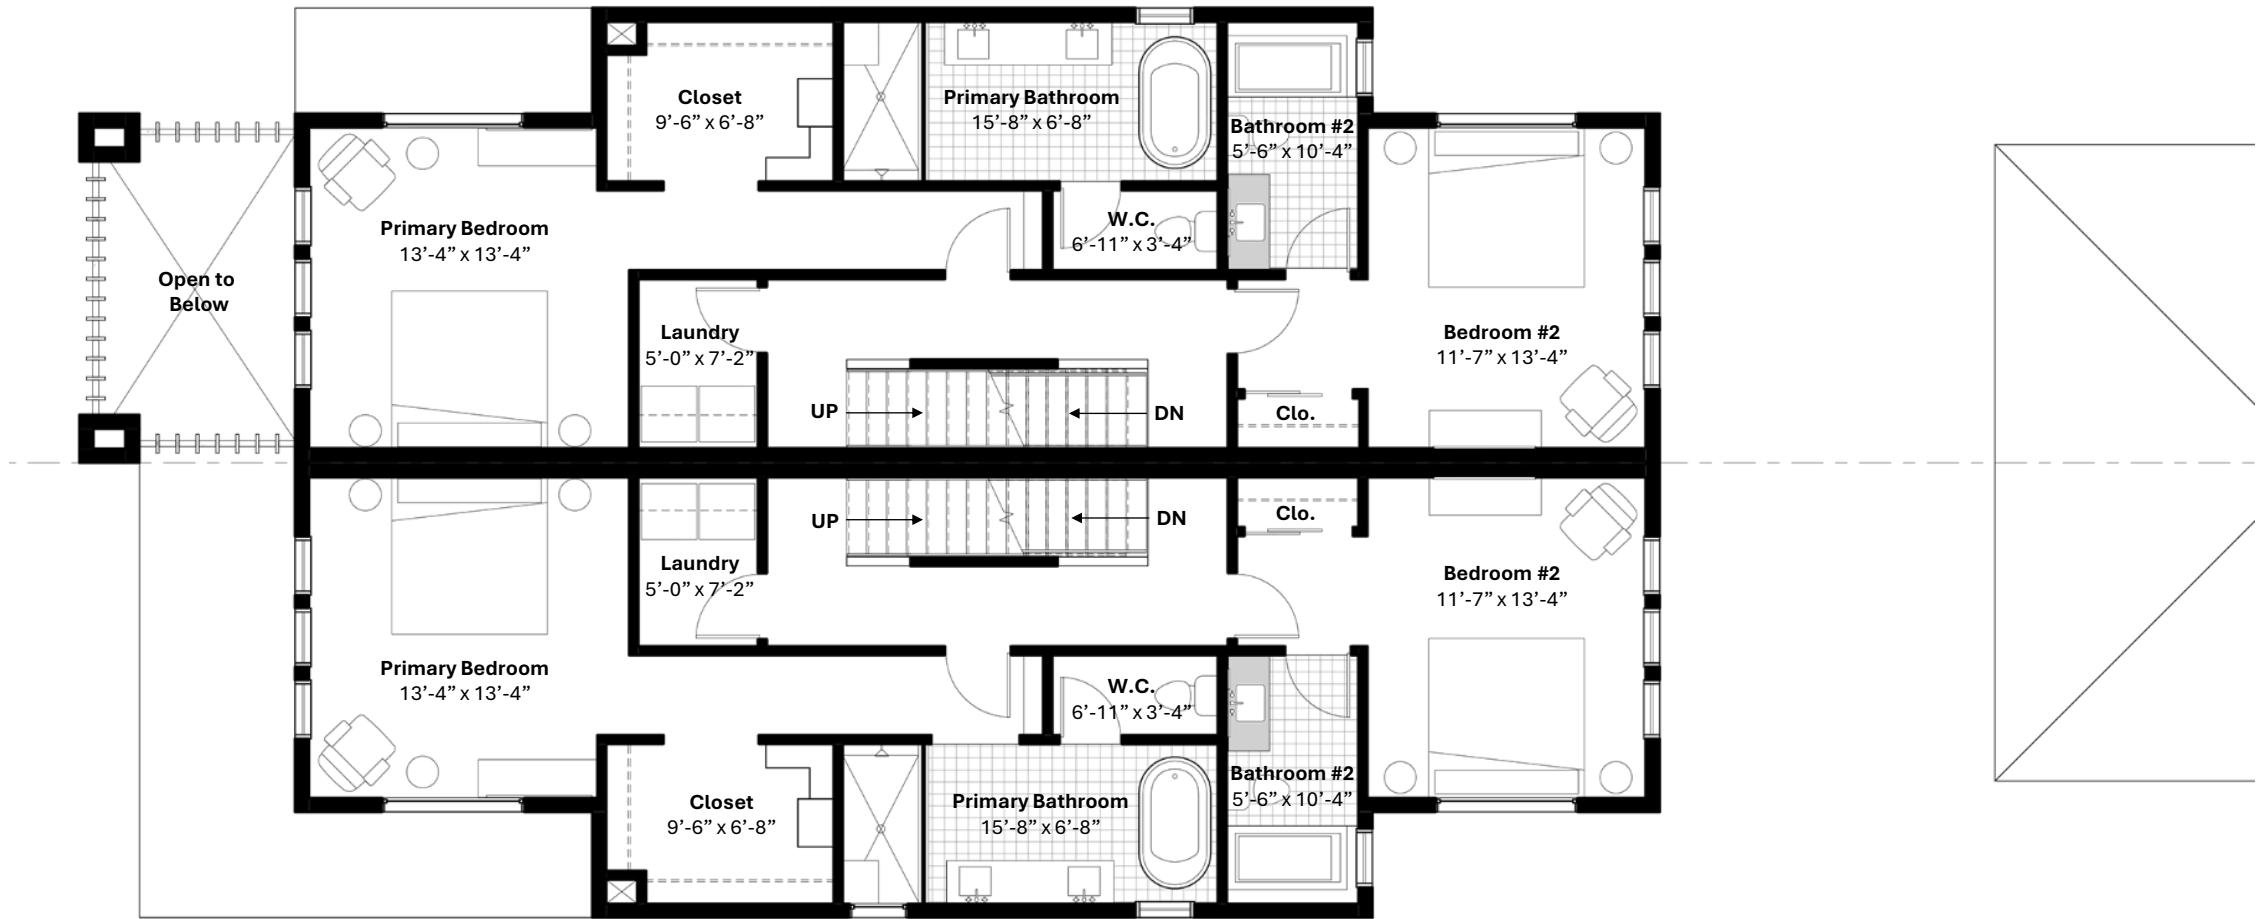 Closet
9’-6” x 6’-8”
Primary Bathroom
15’-8” x 6’-8”
Bathroom #2
5’-6” x 10’-4”
Primary Bedroom
13’-4” x 13’-4”
W.C.
6’-11” x 3’-4”
Open to
Below
Laundry
5’-0” x 7’-2”
Bedroom #2
11’-7” x 13’-4”
UP
DN
Clo.
UP
DN
Clo.
Laundry
5’-0” x 7’-2”
Bedroom #2
11’-7” x 13’-4”
Primary Bedroom
13’-4” x 13’-4”
W.C.
6’-11” x 3’-4”
Bathroom #2
5’-6” x 10’-4”
Closet
9’-6” x 6’-8”
Primary Bathroom
15’-8” x 6’-8”